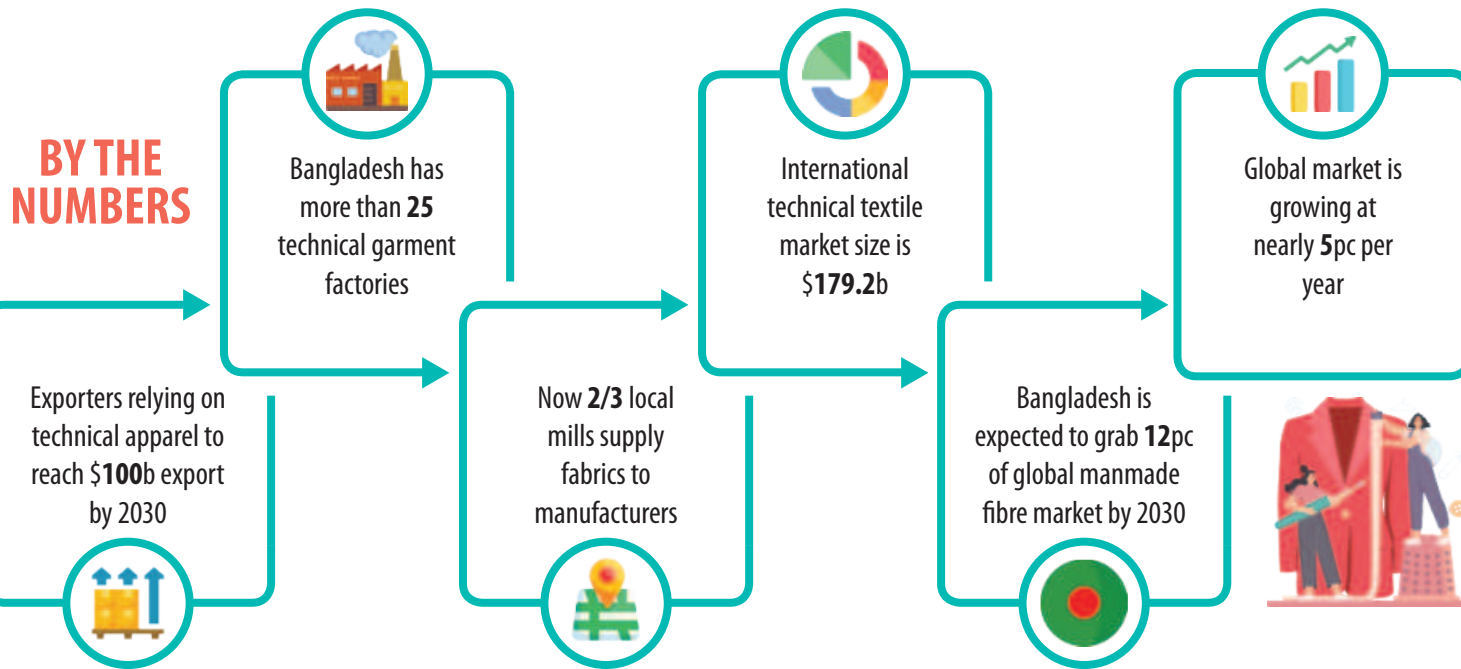 BY THE
NUMBERS
Exporters relying on
technical apparel to
reach $100b export
by 2030
Bangladesh has
more than 25
technical garment
factories
Now 2/3 local
mills supply
fabrics to
manufacturers
International
technical textile
market size is
$179.2b
Bangladesh is
expected to grab 12pc
of global manmade
fibre market by 2030
Global market is
growing at
nearly 5pc per
year